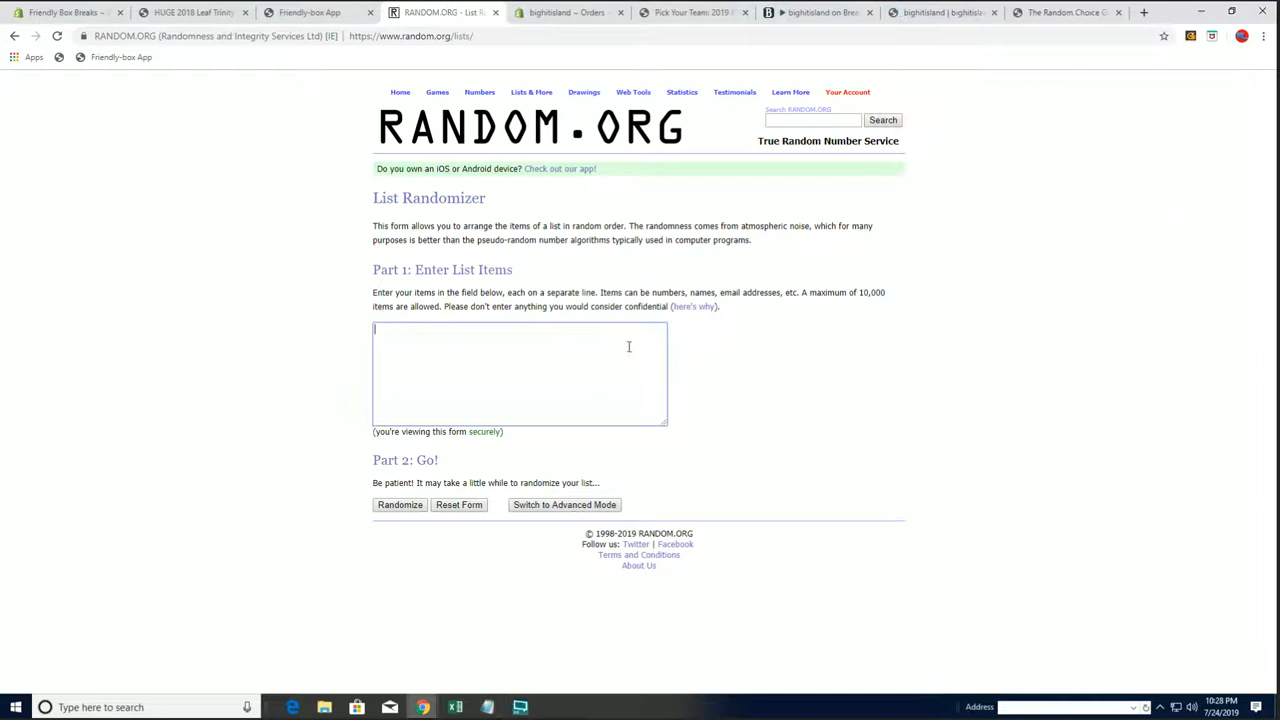 Friendly Box Breaks ~
HUGE 2018 Leaf Trinity
Friendly-box App
RANDOM.ORG - List R
bighitisland ~ Orders
Pick Your Team: 2019
bighitisland on Brea
bighitisland | bighitisl
The Random Choice G
RANDOM.ORG (Randomness and Integrity Services Ltd) [IE] | https://www.random.org/lists/
Apps Friendly-box App
Home Games Numbers Lists & More Drawings Web Tools Statistics Testimonials Learn More Your Account
RANDOM.ORG
Search RANDOM.ORG
Search
True Random Number Service
Do you own an iOS or Android device? Check out our app!
List Randomizer
This form allows you to arrange the items of a list in random order. The randomness comes from atmospheric noise, which for many
purposes is better than the pseudo-random number algorithms typically used in computer programs.
Part 1: Enter List Items
Enter your items in the field below, each on a separate line. Items can be numbers, names, email addresses, etc. A maximum of 10,000
items are allowed. Please don't enter anything you would consider confidential (here's why).
(you're viewing this form securely)
Part 2: Go!
Be patient! It may take a little while to randomize your list...
Randomize Reset Form Switch to Advanced Mode
© 1998-2019 RANDOM.ORG
Follow us: Twitter | Facebook
Terms and Conditions
About Us
Type here to search
Address
10:28 PM
7/24/2019